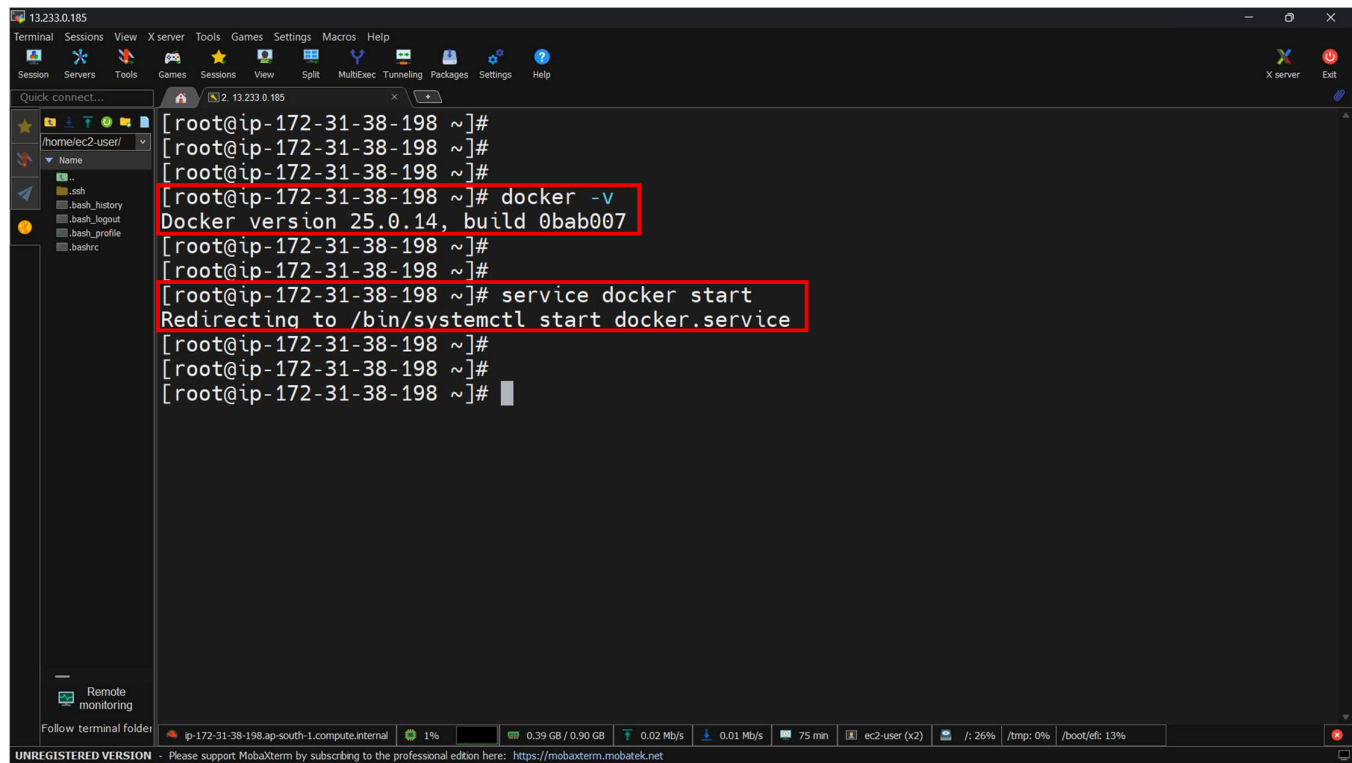 13.233.0.185
Terminal Sessions View X server Tools Games Settings Macros Help
Session Servers Tools Games Sessions View Split MultiExec Tunneling Packages Settings Help X server Exit
Quick connect...
2. 13.233.0.185
/home/ec2-user/
Name
..
.ssh
.bash_history
.bash_logout
.bash_profile
.bashrc
[root@ip-172-31-38-198 ~]#
[root@ip-172-31-38-198 ~]#
[root@ip-172-31-38-198 ~]#
[root@ip-172-31-38-198 ~]# docker -v
Docker version 25.0.14, build 0bab007
[root@ip-172-31-38-198 ~]#
[root@ip-172-31-38-198 ~]#
[root@ip-172-31-38-198 ~]# service docker start
Redirecting to /bin/systemctl start docker.service
[root@ip-172-31-38-198 ~]#
[root@ip-172-31-38-198 ~]#
[root@ip-172-31-38-198 ~]#
Remote
monitoring
Follow terminal folder
ip-172-31-38-198.ap-south-1.compute.internal 1% 0.39 GB / 0.90 GB 0.02 Mb/s 0.01 Mb/s 75 min ec2-user (x2) /: 26% /tmp: 0% /boot/efi: 13%
UNREGISTERED VERSION - Please support MobaXterm by subscribing to the professional edition here: https://mobaxterm.mobatek.net